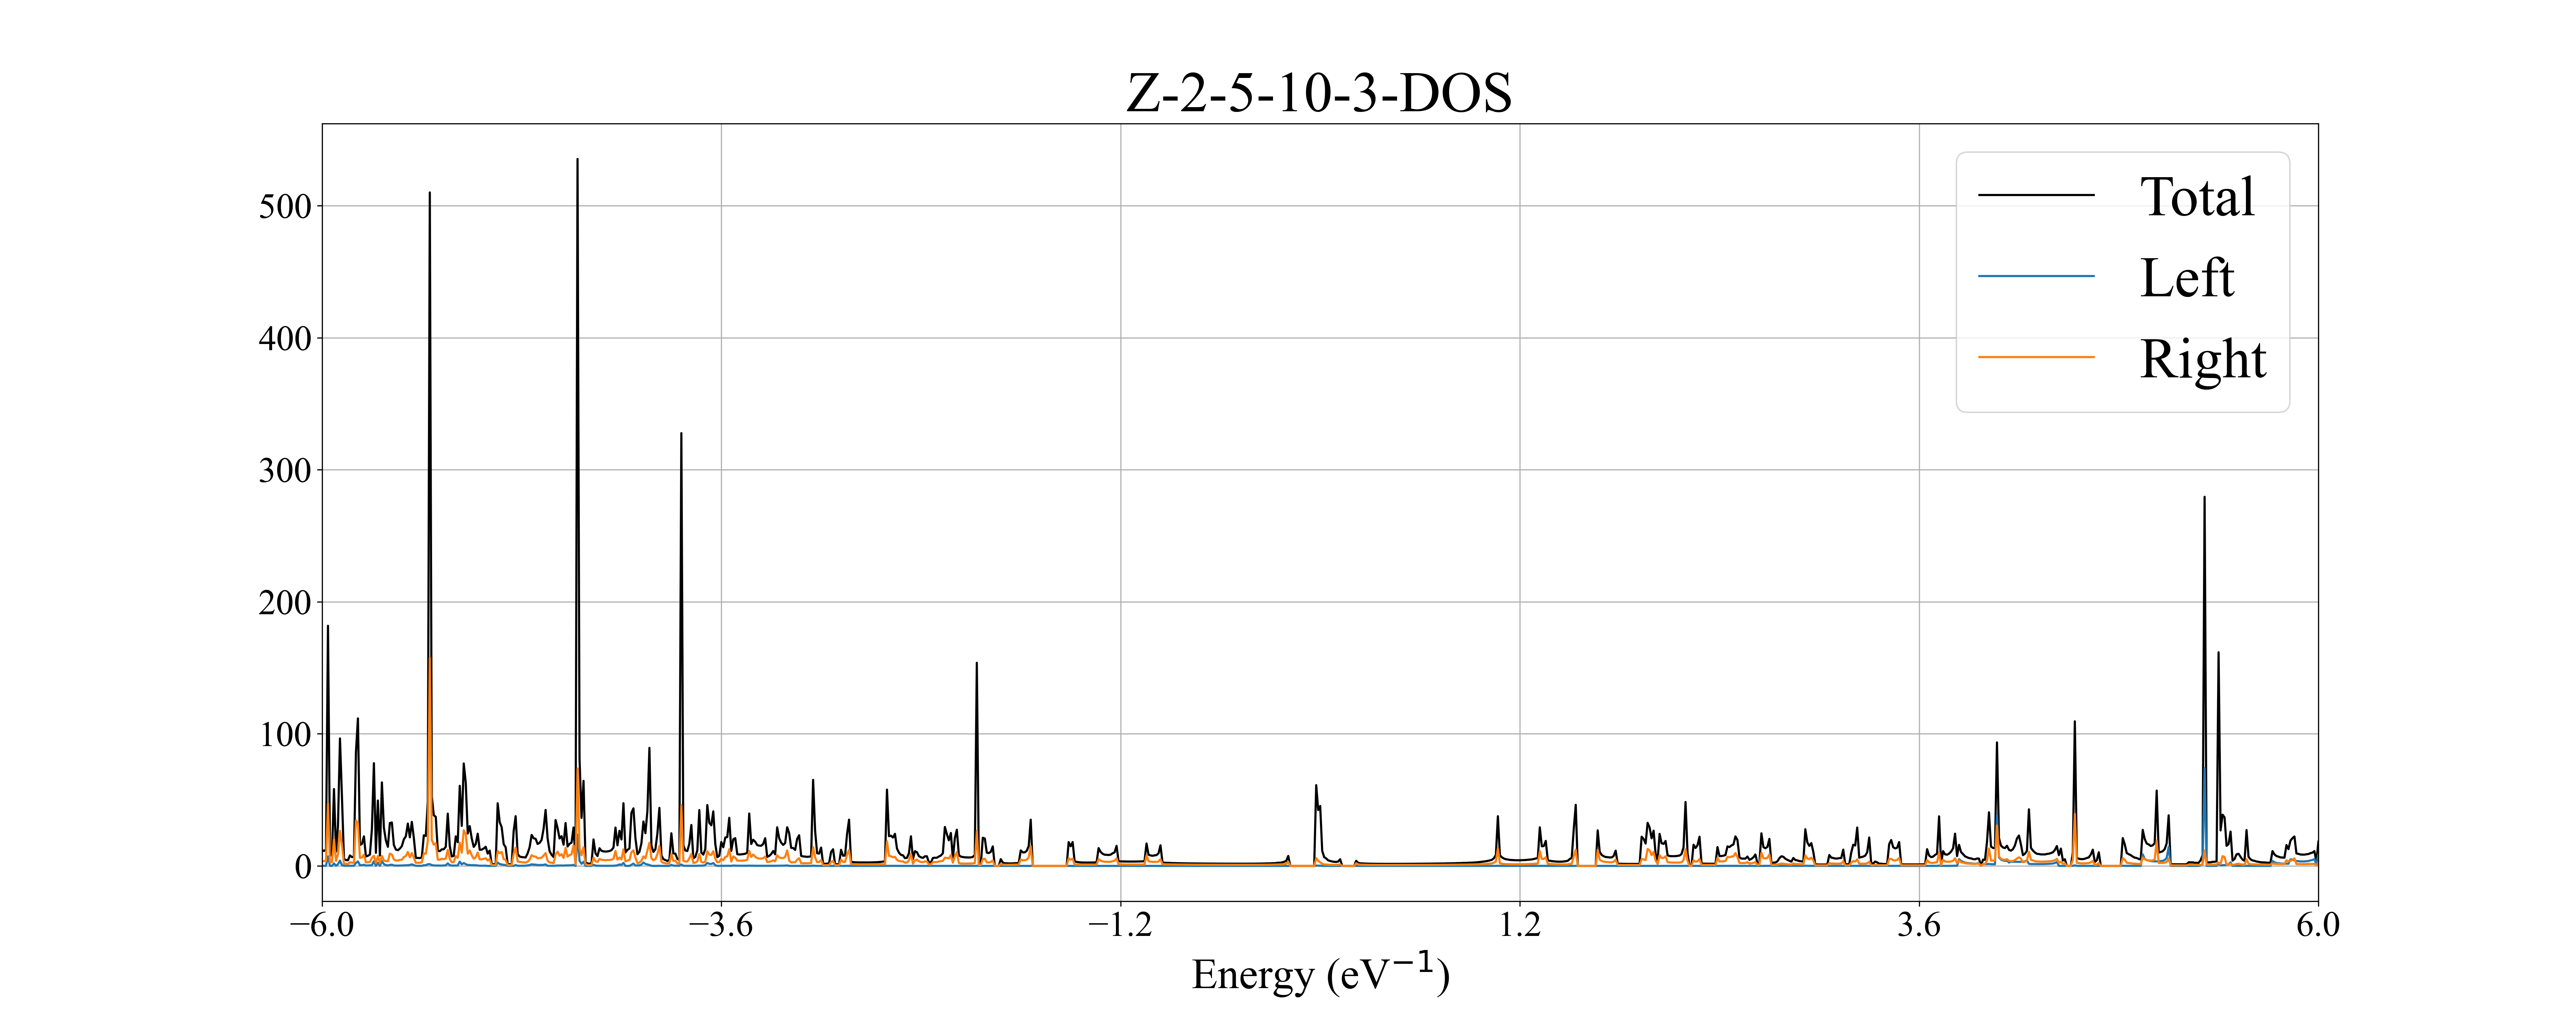 Z-2-5-10-3-DOS
Total
Left
Right
500
400
300
200
100
0
−6.0 −3.6 −1.2 1.2 3.6 6.0
Energy (eV⁻¹)